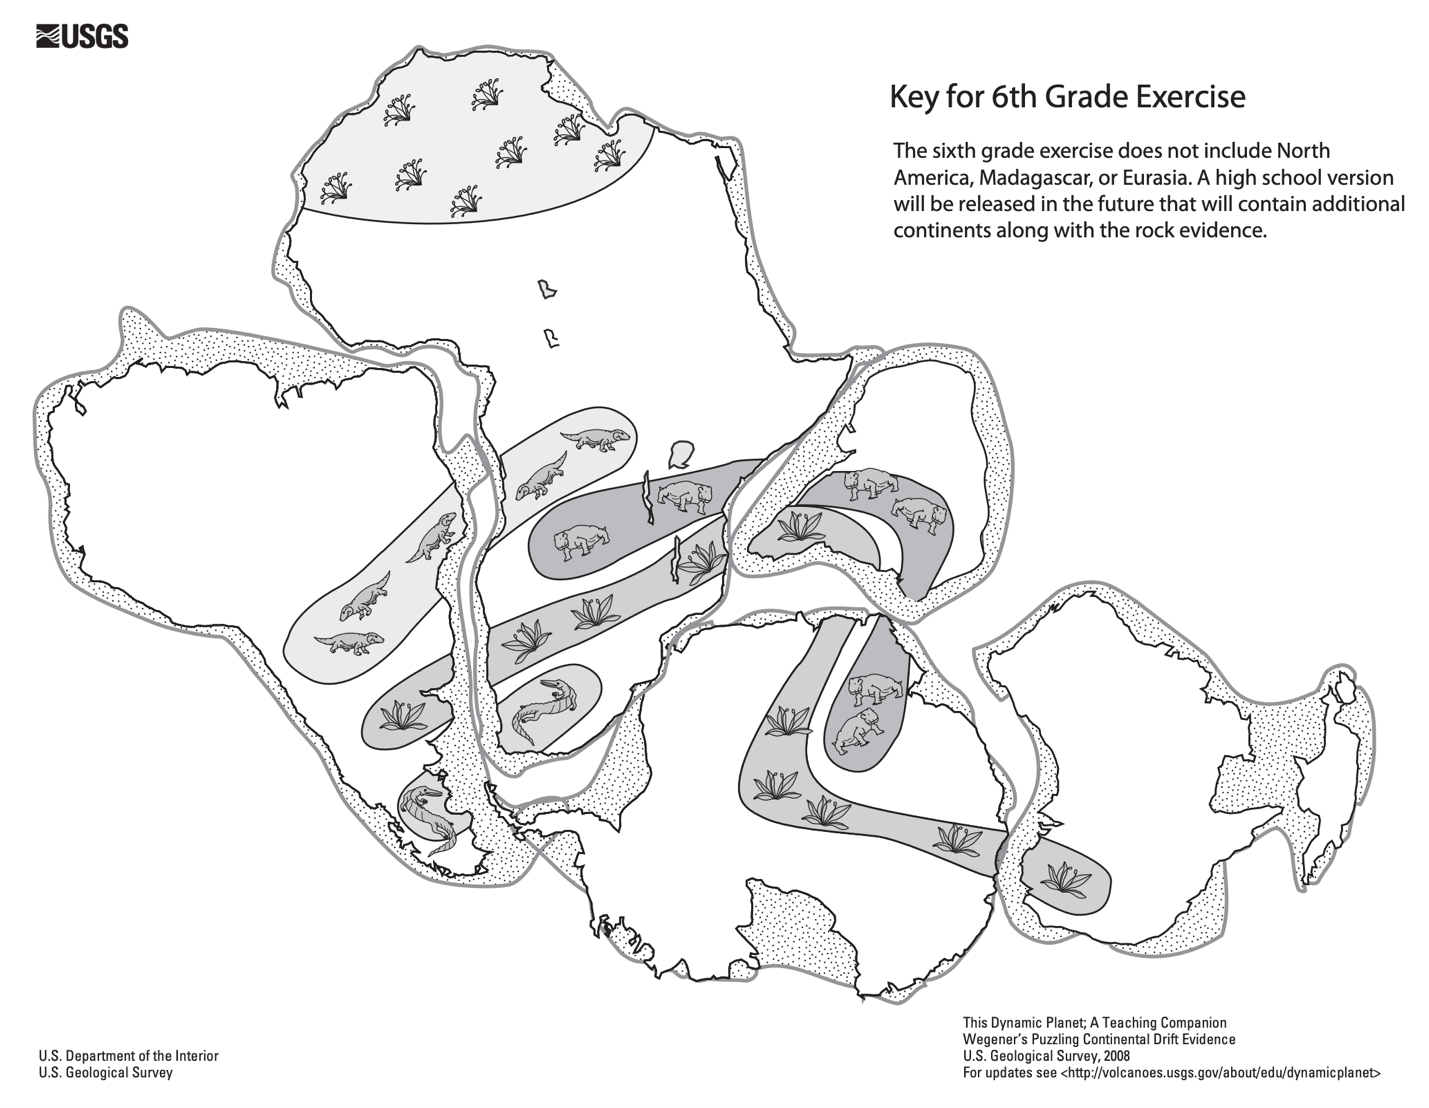 USGS
Key for 6th Grade Exercise
The sixth grade exercise does not include North
America, Madagascar, or Eurasia. A high school version
will be released in the future that will contain additional
continents along with the rock evidence.
U.S. Department of the Interior
U.S. Geological Survey
This Dynamic Planet; A Teaching Companion
Wegener's Puzzling Continental Drift Evidence
U.S. Geological Survey, 2008
For updates see <http://volcanoes.usgs.gov/about/edu/dynamicplanet>